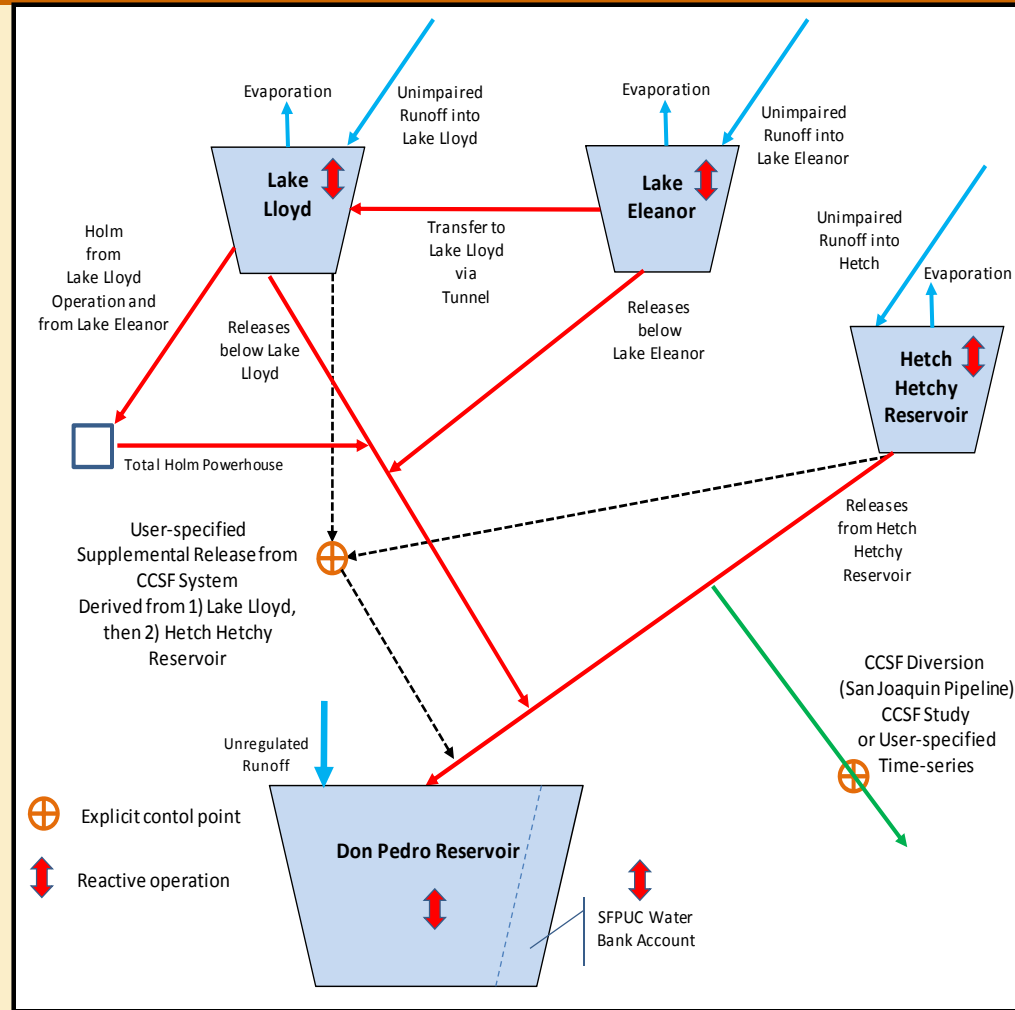 Evaporation
Unimpaired
Runoff into
Lake Lloyd
Evaporation
Unimpaired
Runoff into
Lake Eleanor
Lake
Lloyd
Lake
Eleanor
Transfer to
Lake Lloyd
via
Tunnel
Unimpaired
Runoff into
Hetch
Evaporation
Holm
from
Lake Lloyd
Operation and
from Lake Eleanor
Releases
below Lake
Lloyd
Releases
below
Lake Eleanor
Hetch
Hetchy
Reservoir
Total Holm Powerhouse
Releases
from Hetch
Hetchy
Reservoir
User-specified
Supplemental Release from
CCSF System
Derived from 1) Lake Lloyd,
then 2) Hetch Hetchy
Reservoir
CCSF Diversion
(San Joaquin Pipeline)
CCSF Study
or User-specified
Time-series
Unregulated
Runoff
Explicit contol point
Reactive operation
Don Pedro Reservoir
SFPUC Water
Bank Account